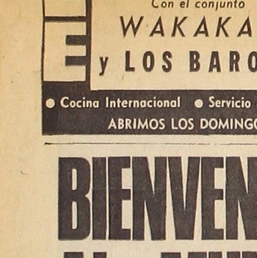 Con el conjunto
WAKAKA
E y LOS BARO
• Cocina Internacional • Servicio
ABRIMOS LOS DOMINGO
BIENVEN